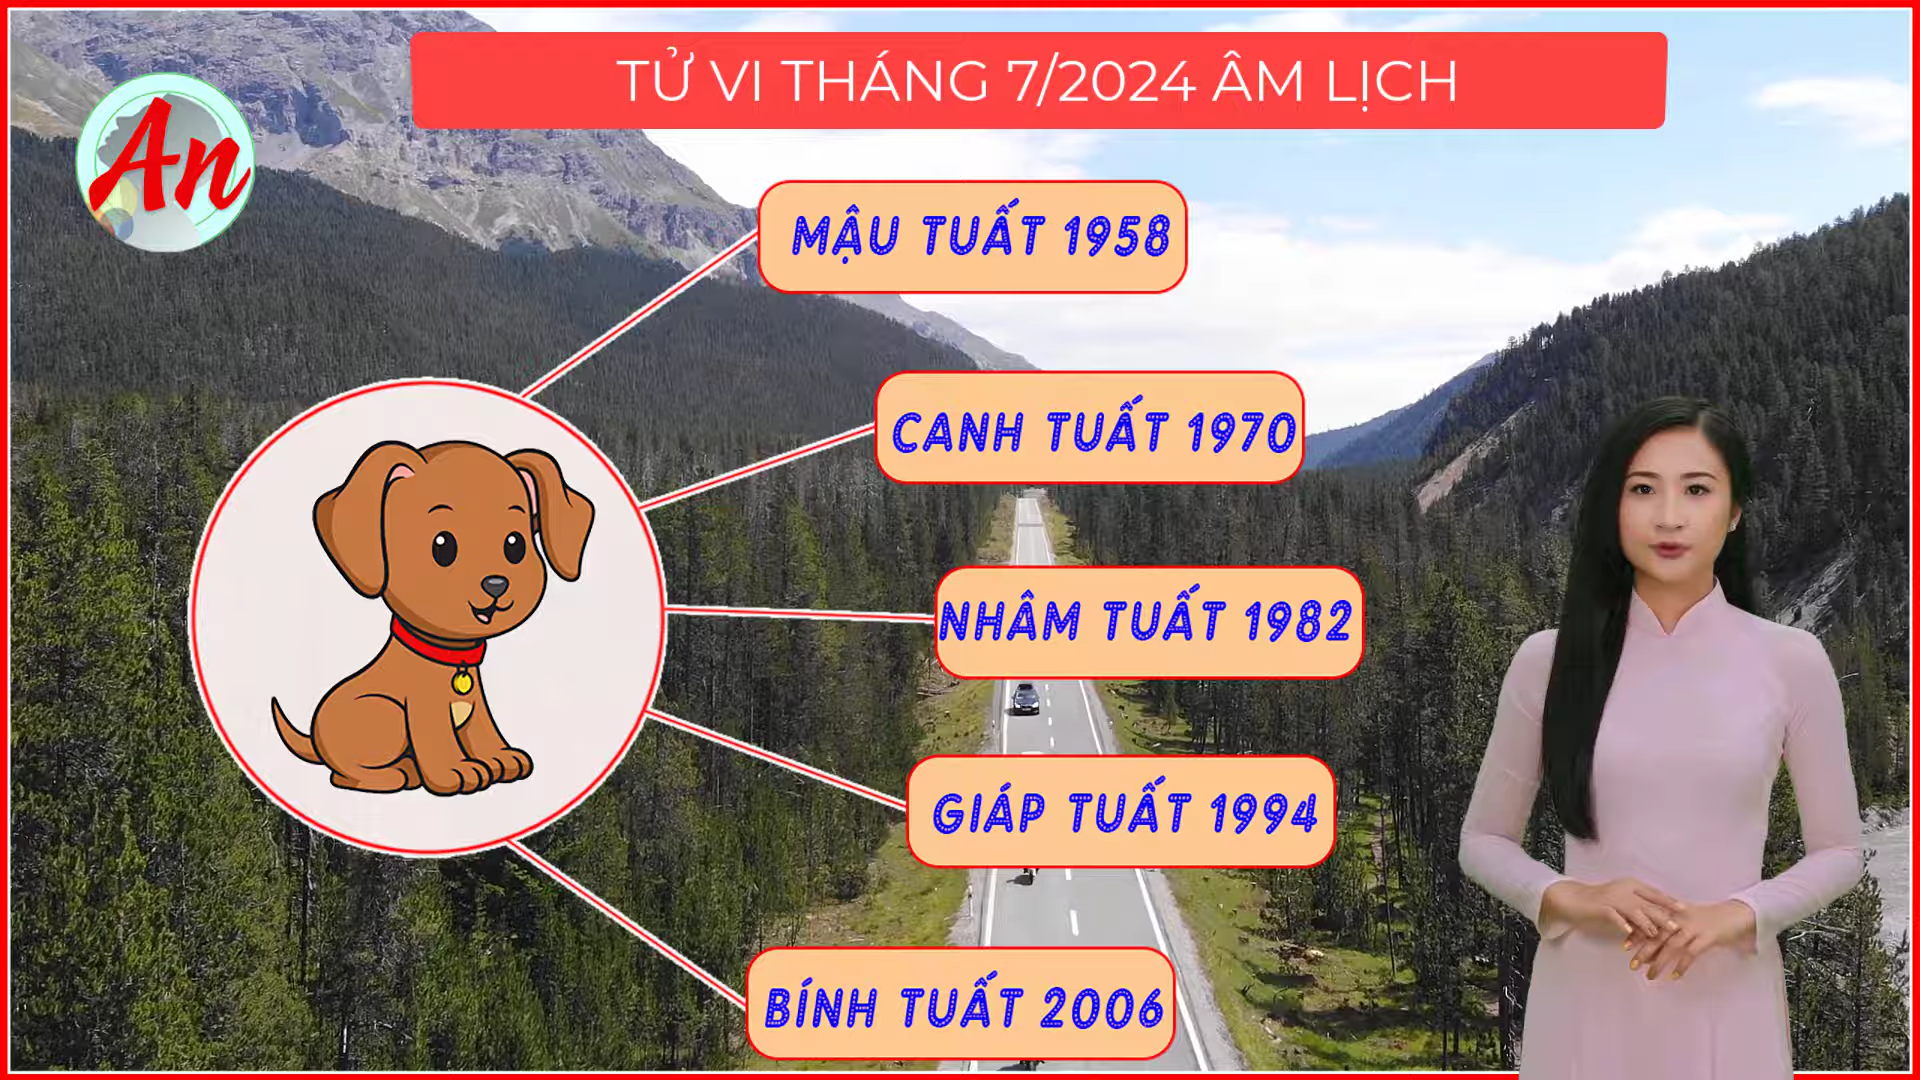 TỬ VI THÁNG 7/2024 ÂM LỊCH
An
MẬU TUẤT 1958
CANH TUẤT 1970
NHÂM TUẤT 1982
GIÁP TUẤT 1994
BÍNH TUẤT 2006